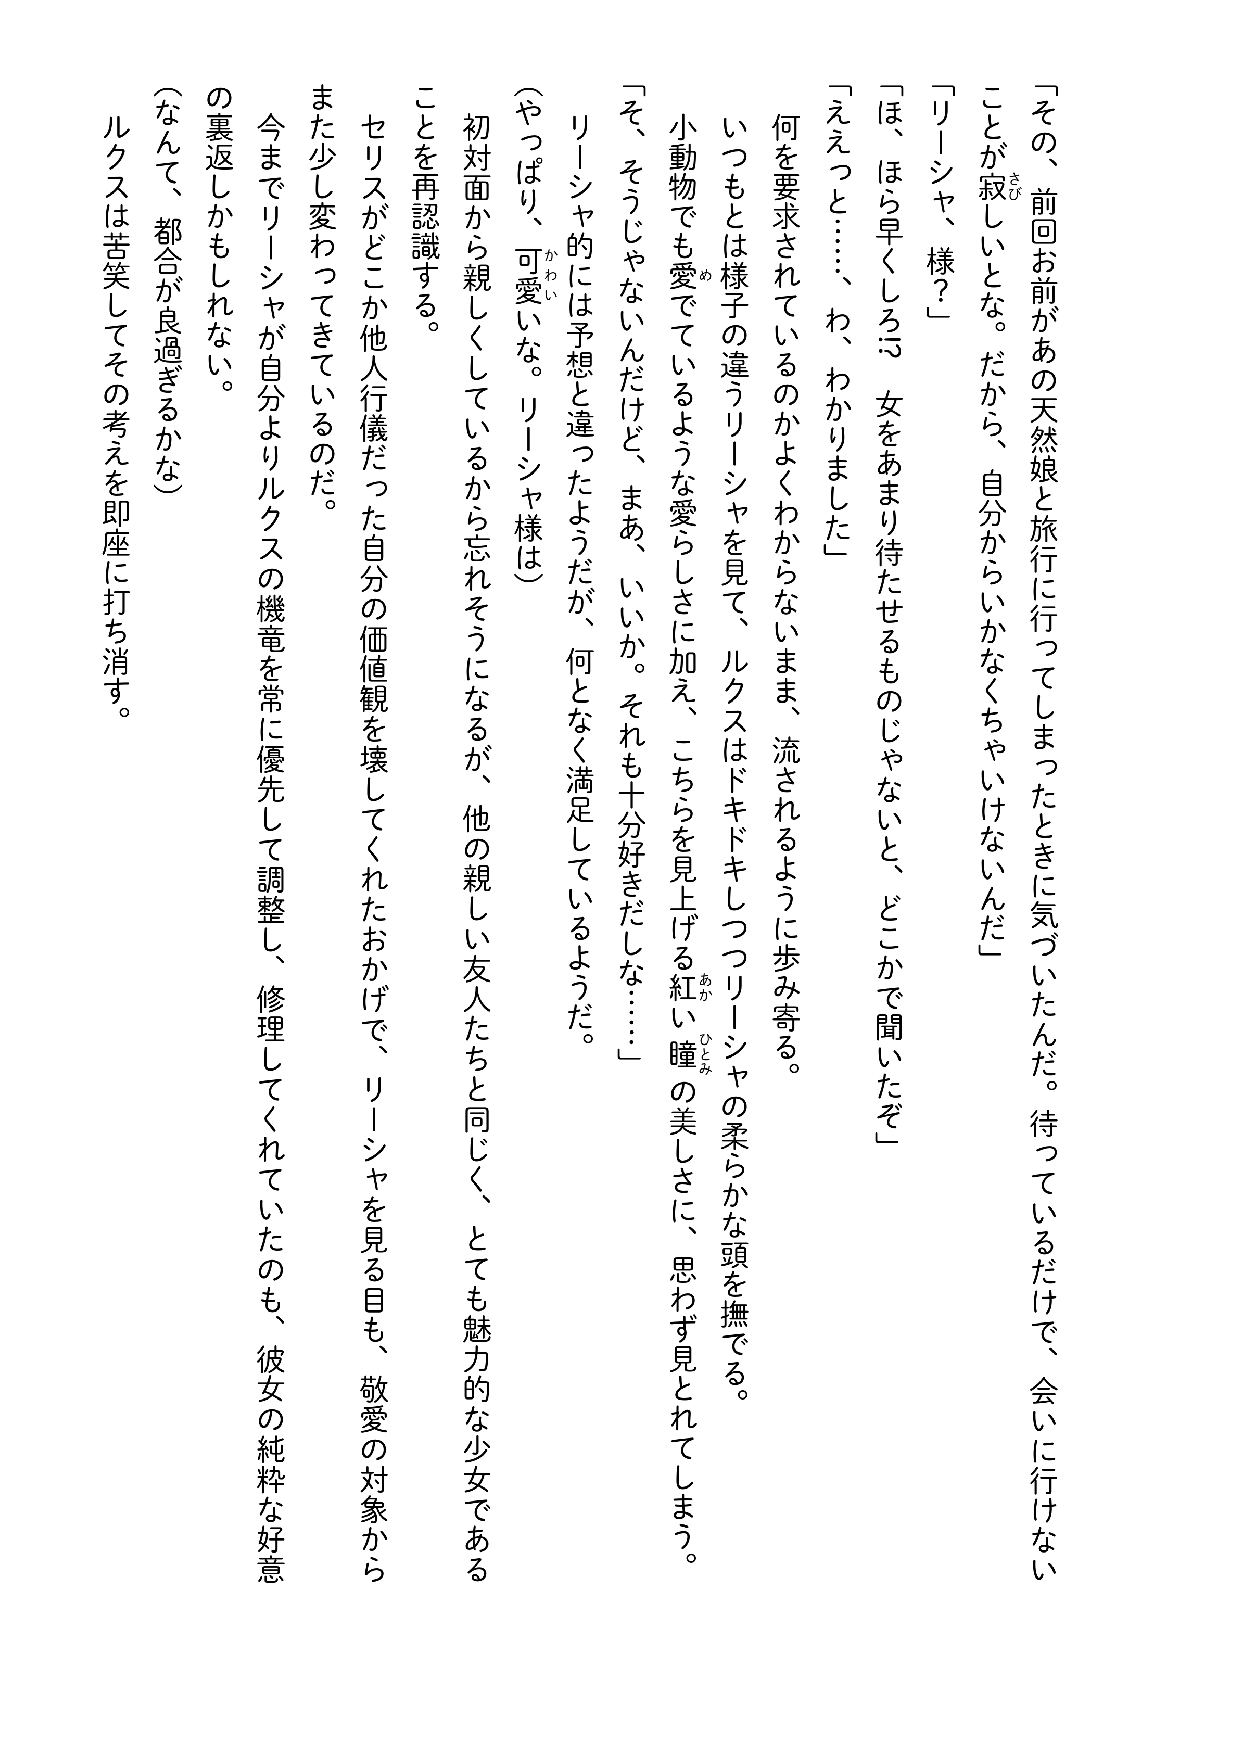 「その、前回お前があの天然娘と旅行に行ってしまったときに気づいたんだ。待っているだけで、会いに行けない
ことが寂しいとな。だから、自分からいかなくちゃいけないんだ」
「リーシャ、様？」
「ほ、ほら早くしろ!?　女をあまり待たせるものじゃないと、どこかで聞いたぞ」
「ええっと……、わ、わかりました」
　何を要求されているのかよくわからないまま、流されるように歩み寄る。
　いつもとは様子の違うリーシャを見て、ルクスはドキドキしつつリーシャの柔らかな頭を撫でる。
　小動物でも愛でているような愛らしさに加え、こちらを見上げる紅い瞳の美しさに、思わず見とれてしまう。
「そ、そうじゃないんだけど、まあ、いいか。それも十分好きだしな……」
　リーシャ的には予想と違ったようだが、何となく満足しているようだ。
（やっぱり、可愛いな。リーシャ様は）
　初対面から親しくしているから忘れそうになるが、他の親しい友人たちと同じく、とても魅力的な少女である
ことを再認識する。
　セリスがどこか他人行儀だった自分の価値観を壊してくれたおかげで、リーシャを見る目も、敬愛の対象から
また少し変わってきているのだ。
　今までリーシャが自分よりルクスの機竜を常に優先して調整し、修理してくれていたのも、彼女の純粋な好意
の裏返しかもしれない。
（なんて、都合が良過ぎるかな）
　ルクスは苦笑してその考えを即座に打ち消す。